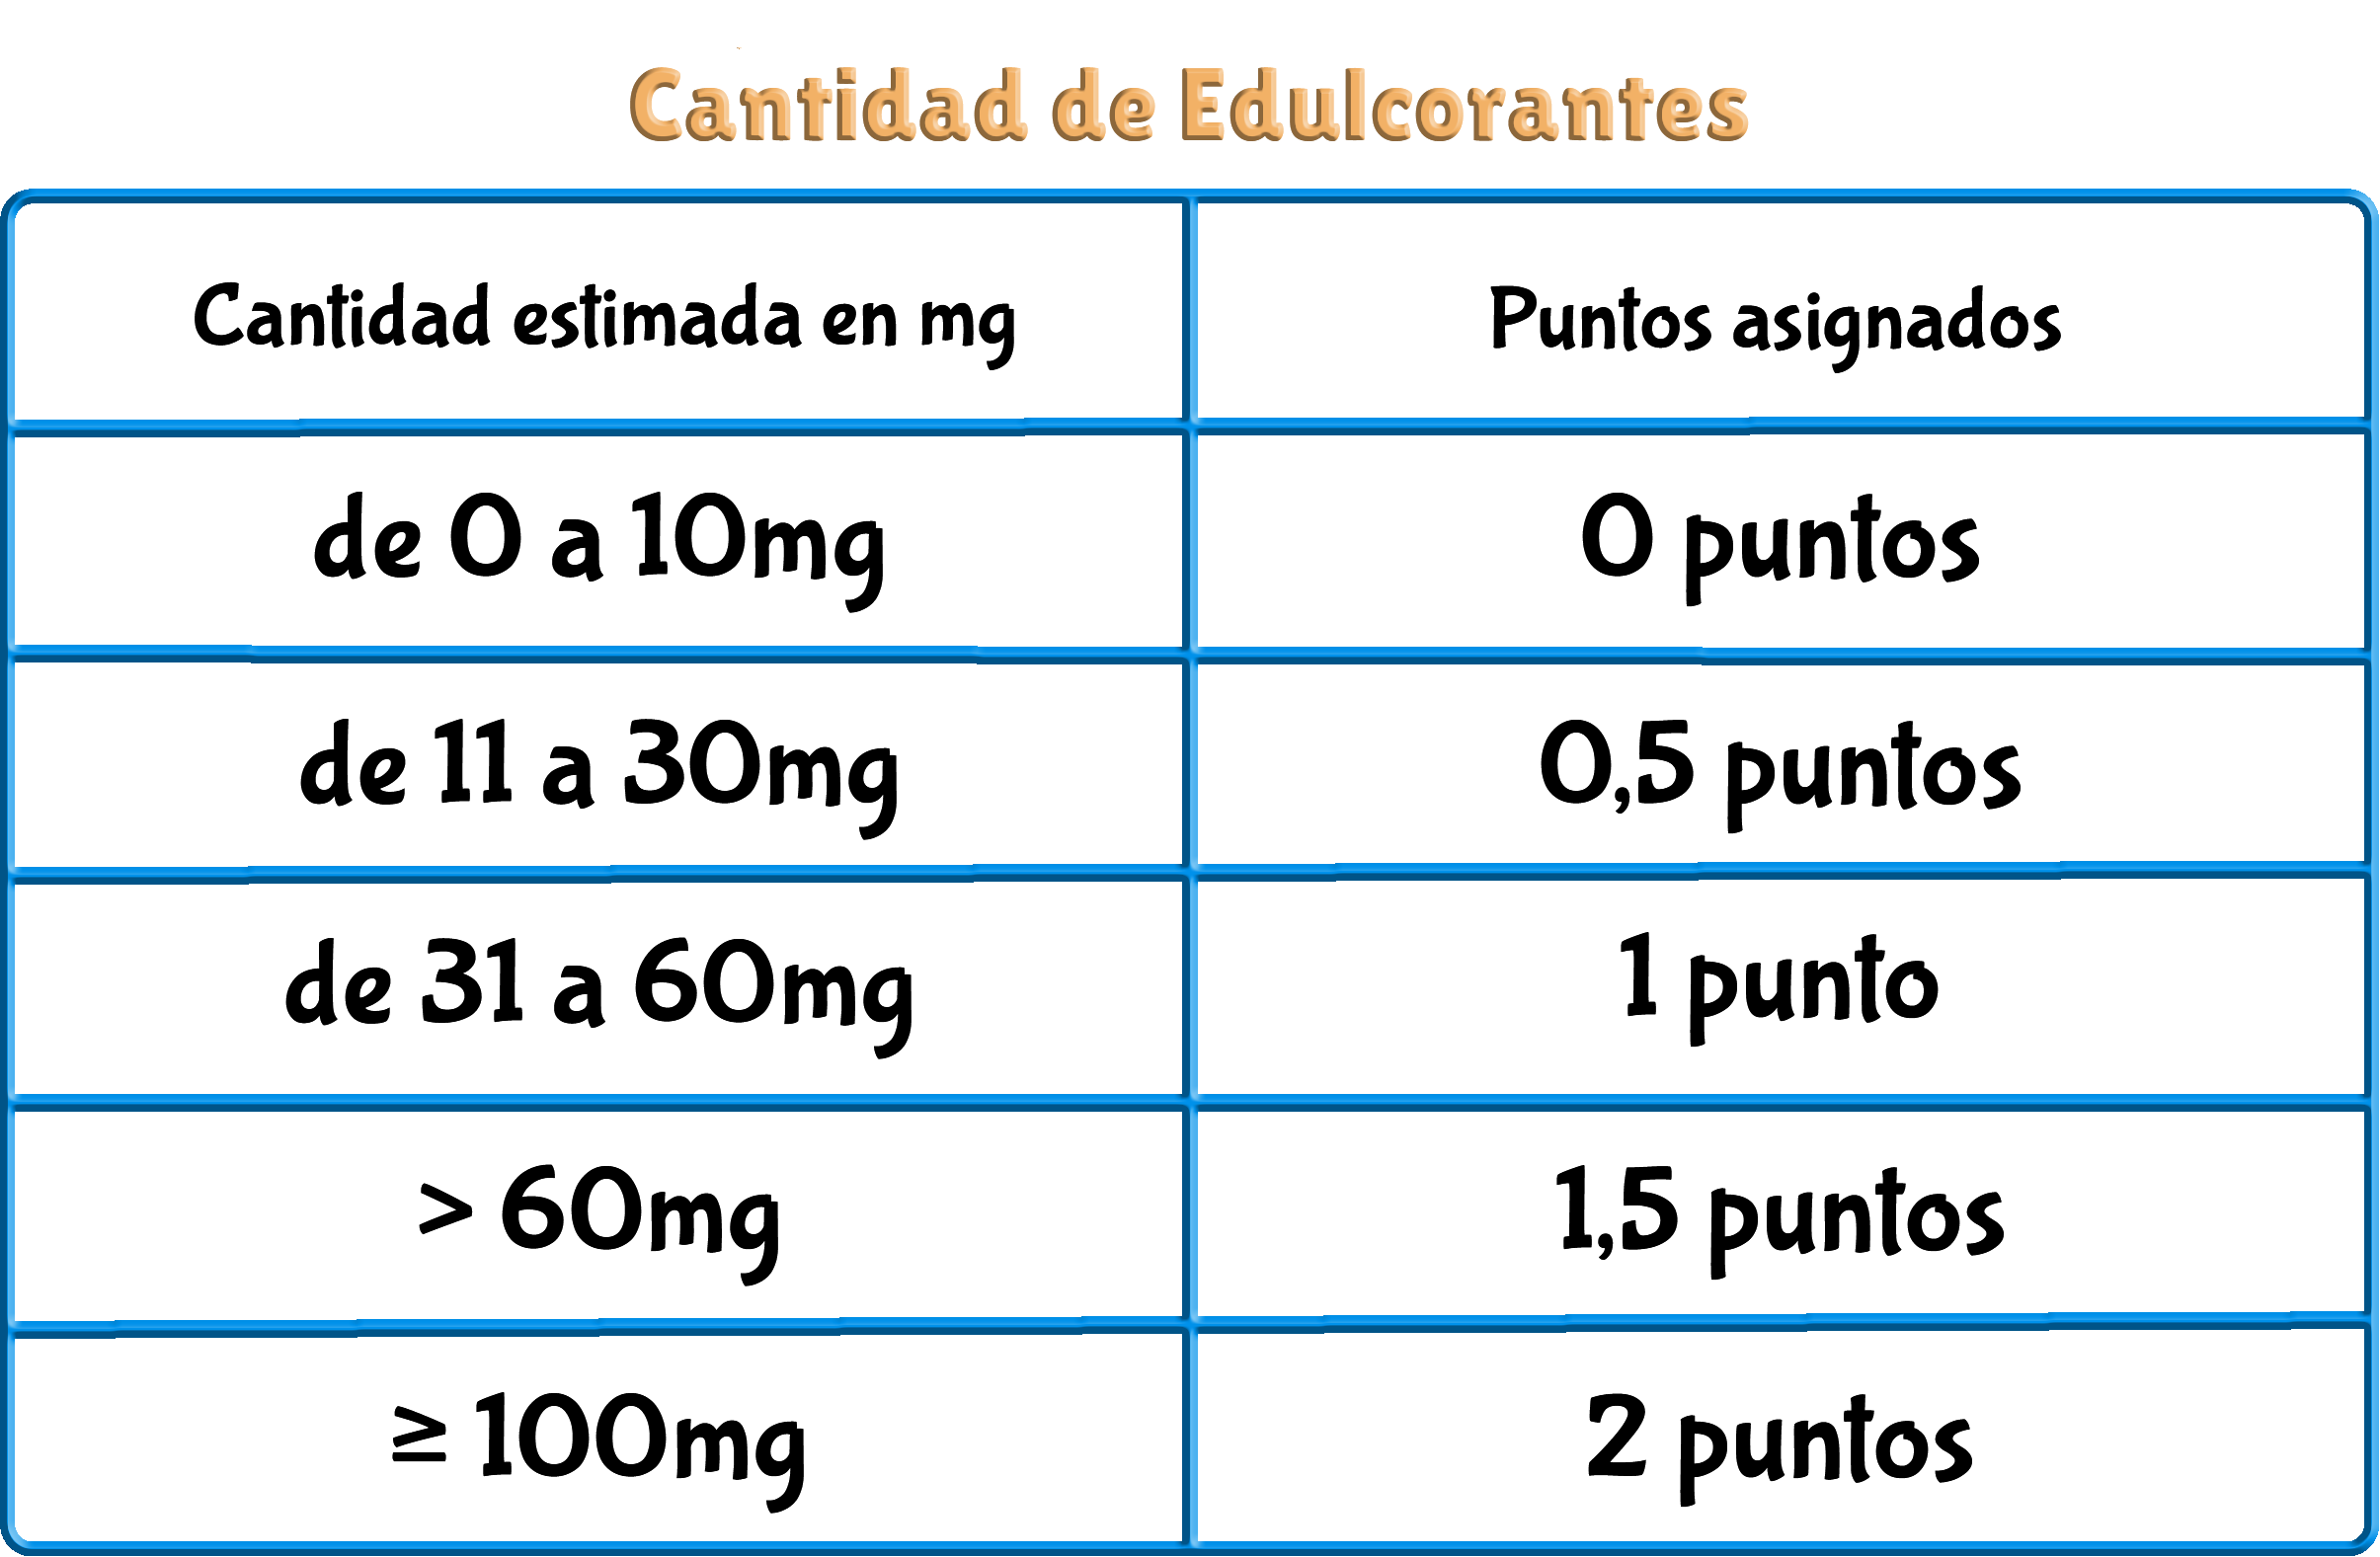 Cantidad de Edulcorantes
Cantidad estimada en mg
Puntos asignados
de 0 a 10mg
0 puntos
de 11 a 30mg
0,5 puntos
de 31 a 60mg
1 punto
> 60mg
1,5 puntos
≥ 100mg
2 puntos